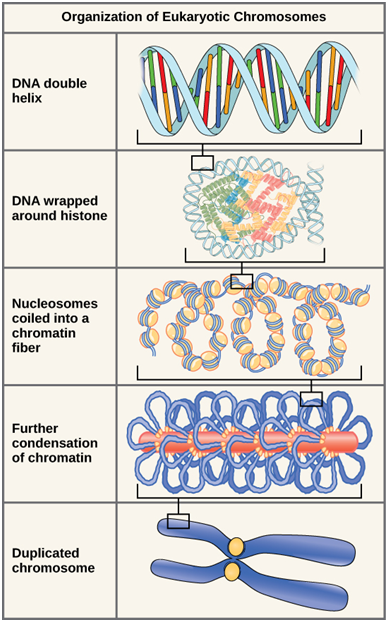 Organization of Eukaryotic Chromosomes
DNA double
helix
DNA wrapped
around histone
Nucleosomes
coiled into a
chromatin
fiber
Further
condensation
of chromatin
Duplicated
chromosome